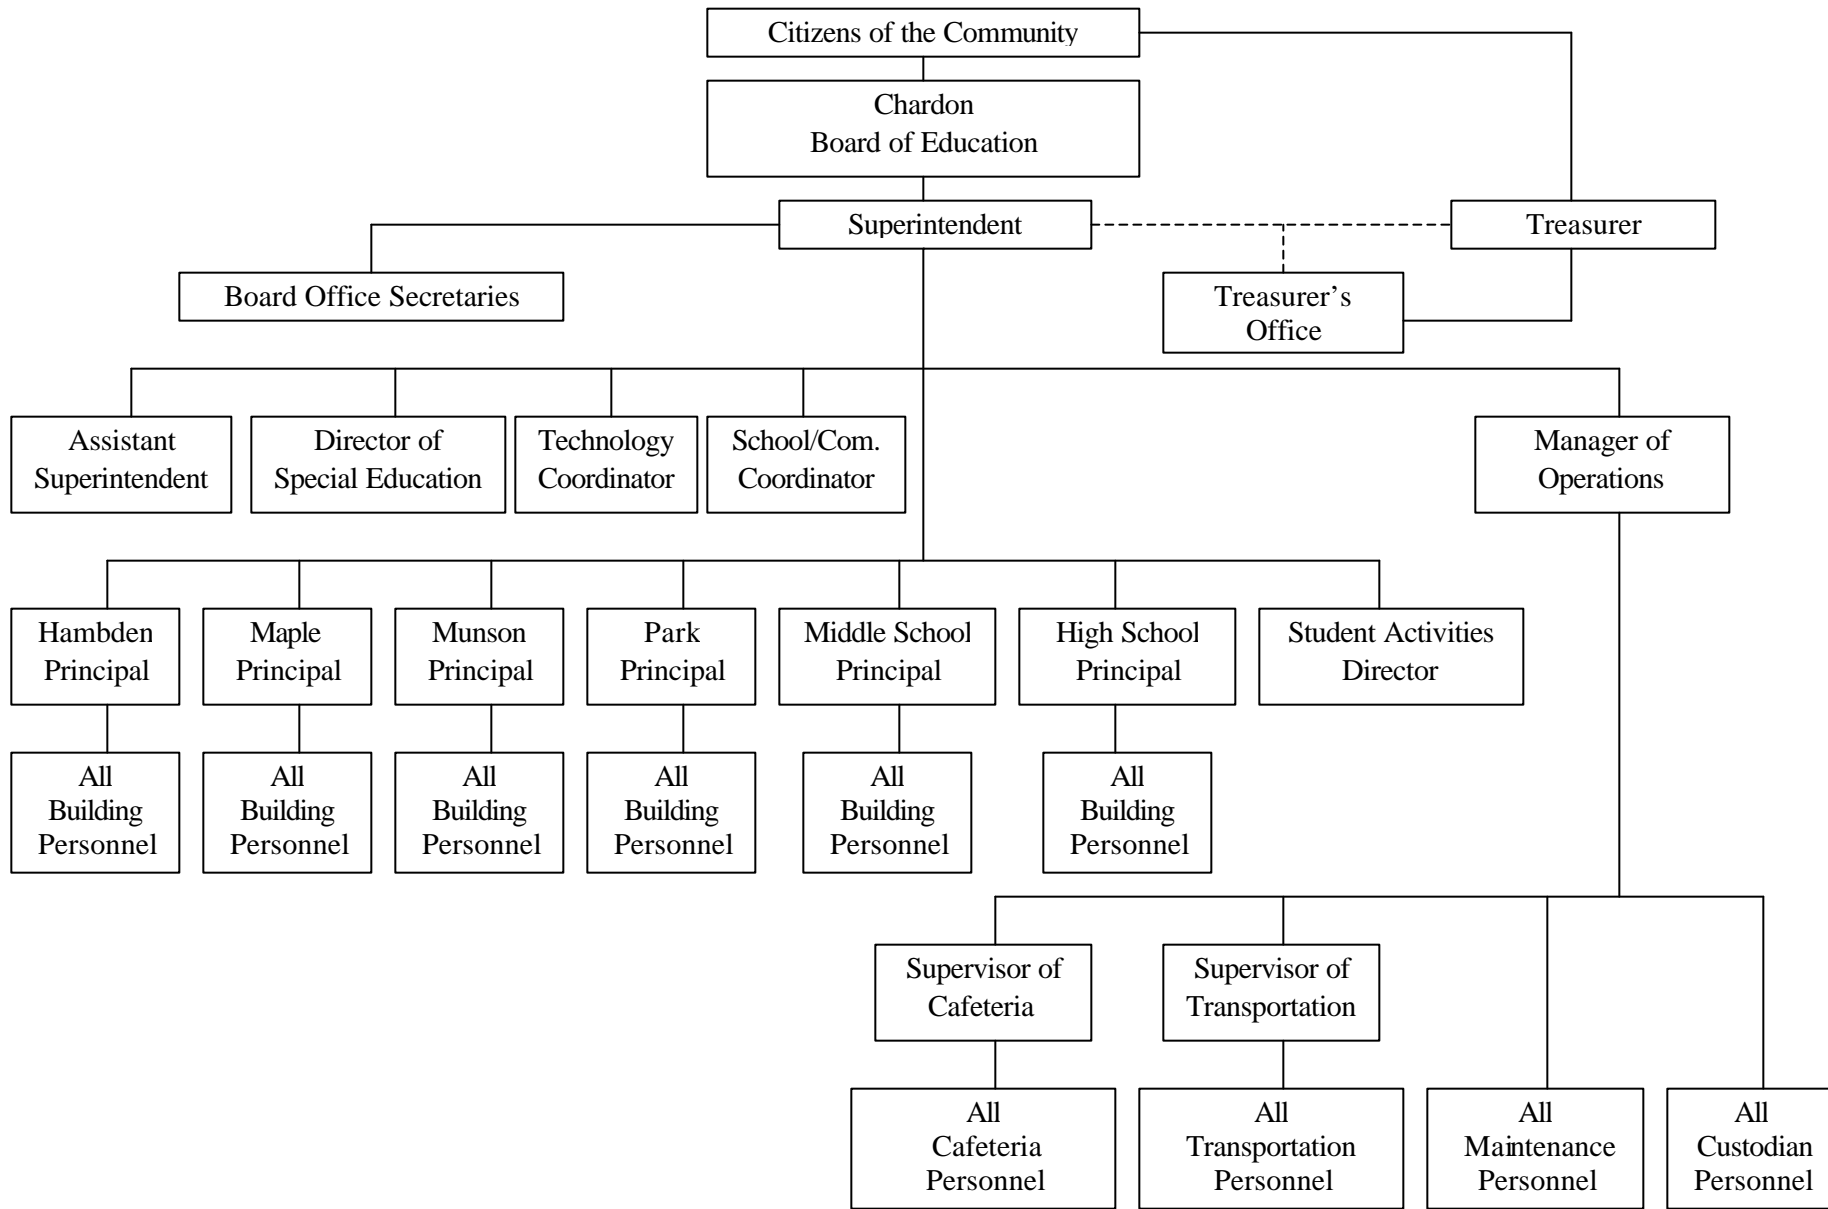 Citizens of the Community
Chardon
Board of Education
Superintendent
Treasurer
Board Office Secretaries
Treasurer’s
Office
Assistant
Superintendent
Director of
Special Education
Technology
Coordinator
School/Com.
Coordinator
Manager of
Operations
Hambden
Principal
Maple
Principal
Munson
Principal
Park
Principal
Middle School
Principal
High School
Principal
Student Activities
Director
All
Building
Personnel
All
Building
Personnel
All
Building
Personnel
All
Building
Personnel
All
Building
Personnel
All
Building
Personnel
Supervisor of
Cafeteria
Supervisor of
Transportation
All
Cafeteria
Personnel
All
Transportation
Personnel
All
Maintenance
Personnel
All
Custodian
Personnel